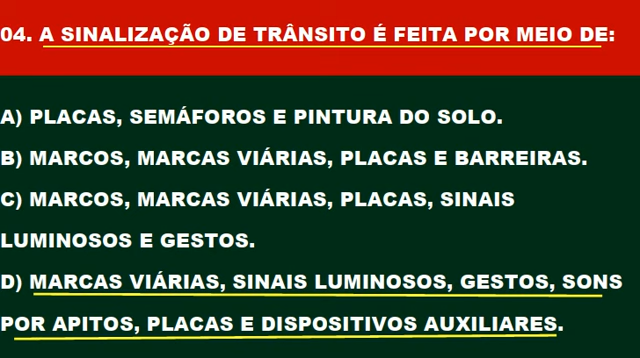 04. A SINALIZAÇÃO DE TRÂNSITO É FEITA POR MEIO DE:
A) PLACAS, SEMÁFOROS E PINTURA DO SOLO.
B) MARCOS, MARCAS VIÁRIAS, PLACAS E BARREIRAS.
C) MARCOS, MARCAS VIÁRIAS, PLACAS, SINAIS
LUMINOSOS E GESTOS.
D) MARCAS VIÁRIAS, SINAIS LUMINOSOS, GESTOS, SONS
POR APITOS, PLACAS E DISPOSITIVOS AUXILIARES.